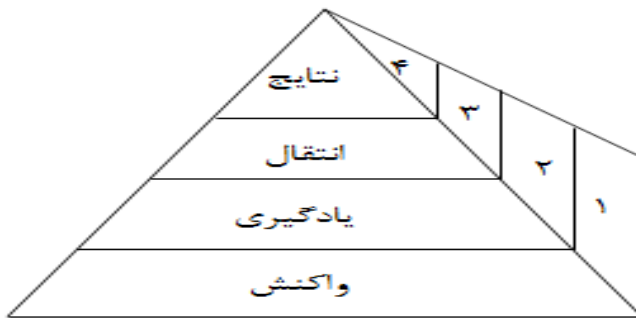 نتایج ۴
انتقال ۳
یادگیری ۲
واکنش ۱